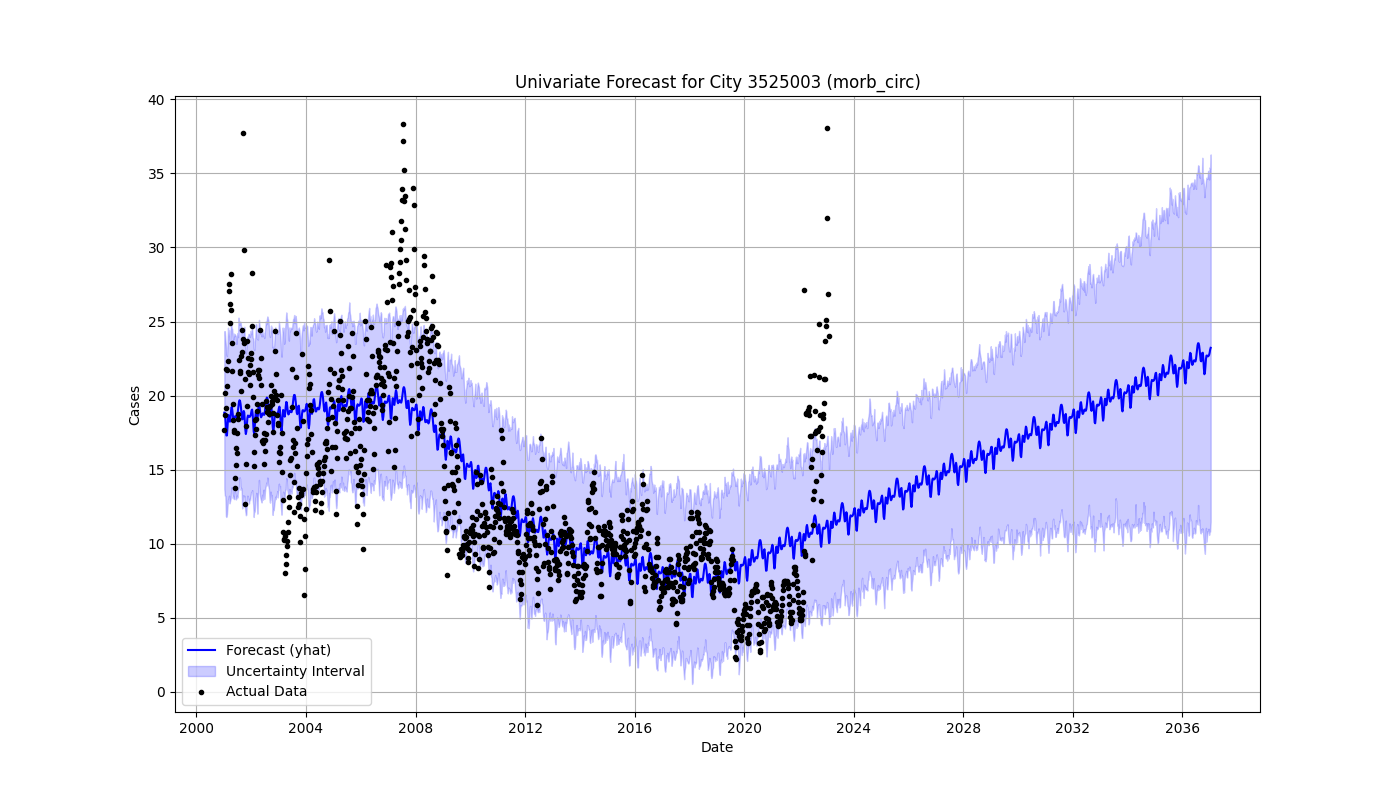 Univariate Forecast for City 3525003 (morb_circ)
40
35
30
25
20
15
10
5
0
Cases
Forecast (yhat)
Uncertainty Interval
Actual Data
2000 2004 2008 2012 2016 2020 2024 2028 2032 2036
Date